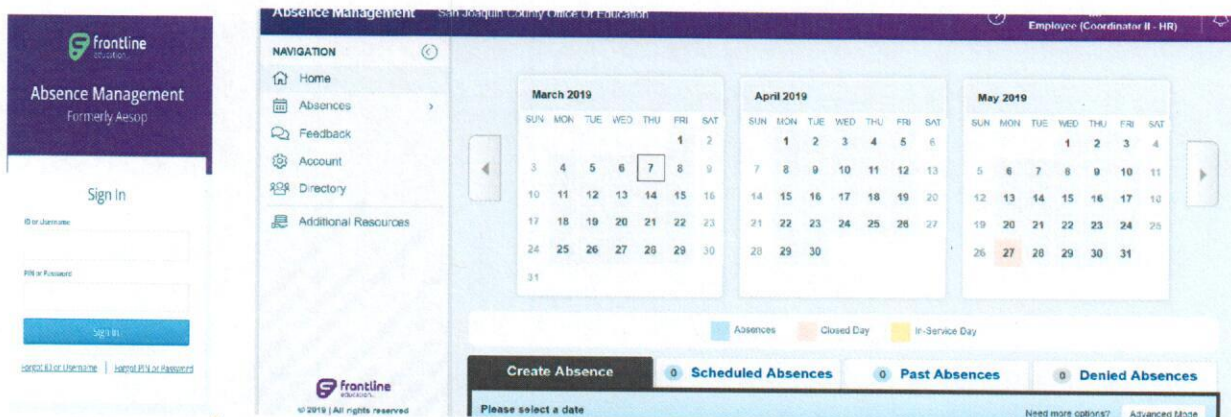 frontline
education
Absence Management
Formerly Aesop
Sign In
ID or Username
PIN or Password
Sign In
Forgot ID or Username | Forgot PIN or Password
Absence Management San Joaquin County Office Of Education
Employee (Coordinator II - HR)
NAVIGATION
Home
Absences
Feedback
Account
Directory
Additional Resources
frontline
education
© 2019 | All rights reserved
March 2019
SUN MON TUE WED THU FRI SAT
1 2
3 4 5 6 7 8 9
10 11 12 13 14 15 16
17 18 19 20 21 22 23
24 25 26 27 28 29 30
31
April 2019
SUN MON TUE WED THU FRI SAT
1 2 3 4 5 6
7 8 9 10 11 12 13
14 15 16 17 18 19 20
21 22 23 24 25 26 27
28 29 30
May 2019
SUN MON TUE WED THU FRI SAT
1 2 3 4
5 6 7 8 9 10 11
12 13 14 15 16 17 18
19 20 21 22 23 24 25
26 27 28 29 30 31
Absences Closed Day In-Service Day
Create Absence 0 Scheduled Absences 0 Past Absences 0 Denied Absences
Please select a date Need more options? Advanced Mode